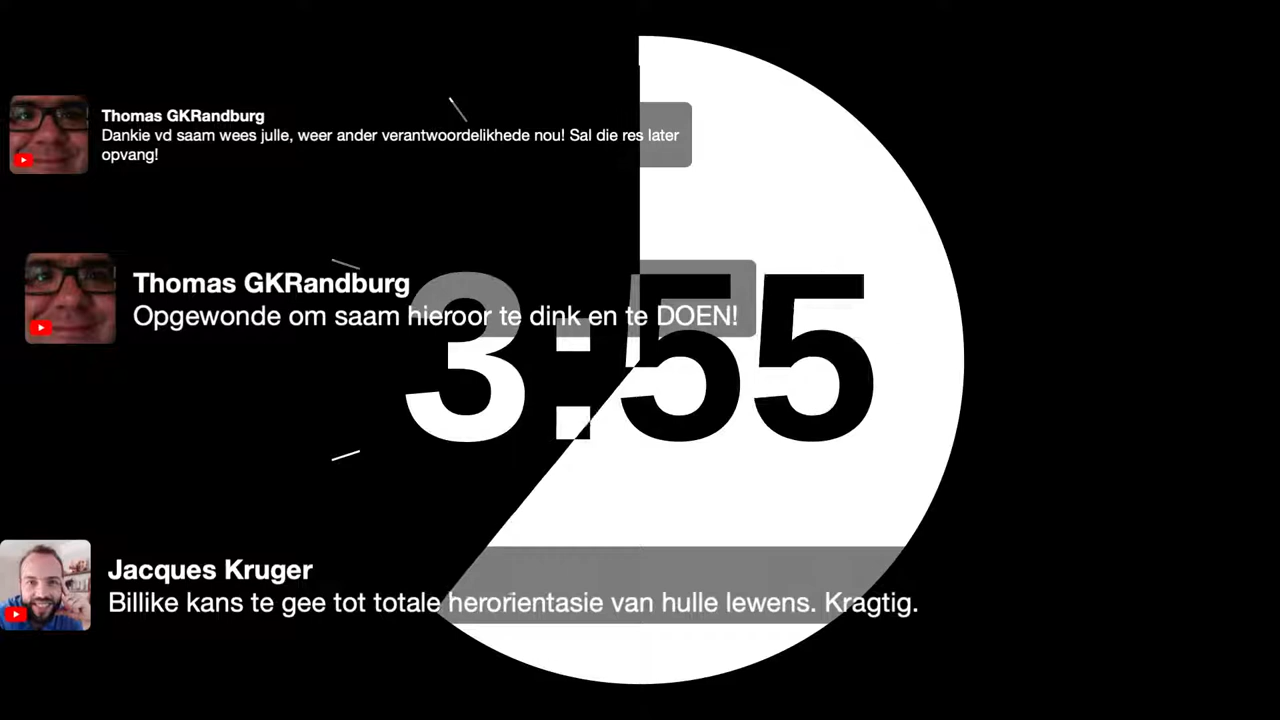 Thomas GKRandburg
Dankie vd saam wees julle, weer ander verantwoordelikhede nou! Sal die res later
opvang!
Thomas GKRandburg
Opgewonde om saam hieroor te dink en te DOEN!
3:55
Jacques Kruger
Billike kans te gee tot totale herorientasie van hulle lewens. Kragtig.